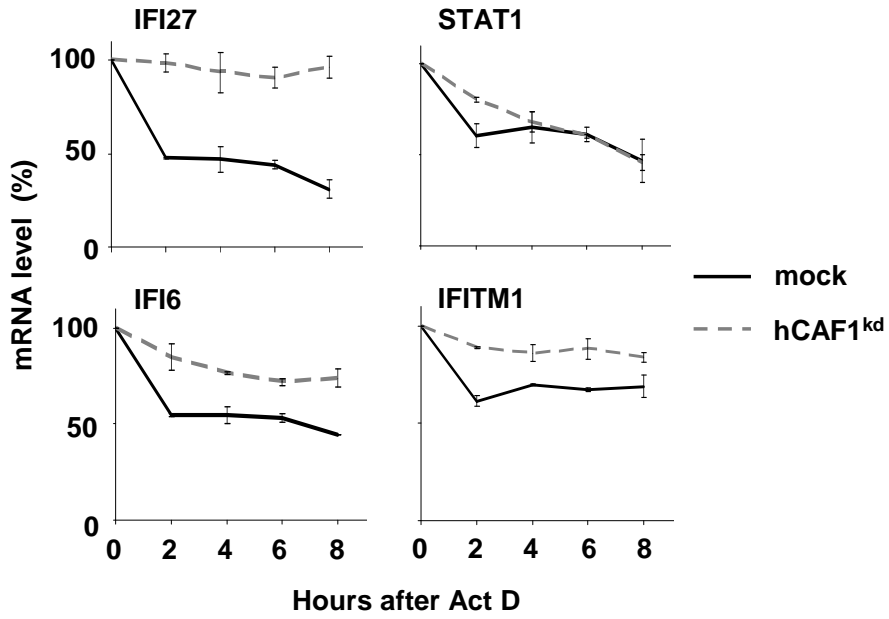 IFI27
STAT1
100
50
0
mRNA level (%)
IFI6
IFITM1
100
50
0
0 2 4 6 8
0 2 4 6 8
Hours after Act D
mock
hCAF1kd